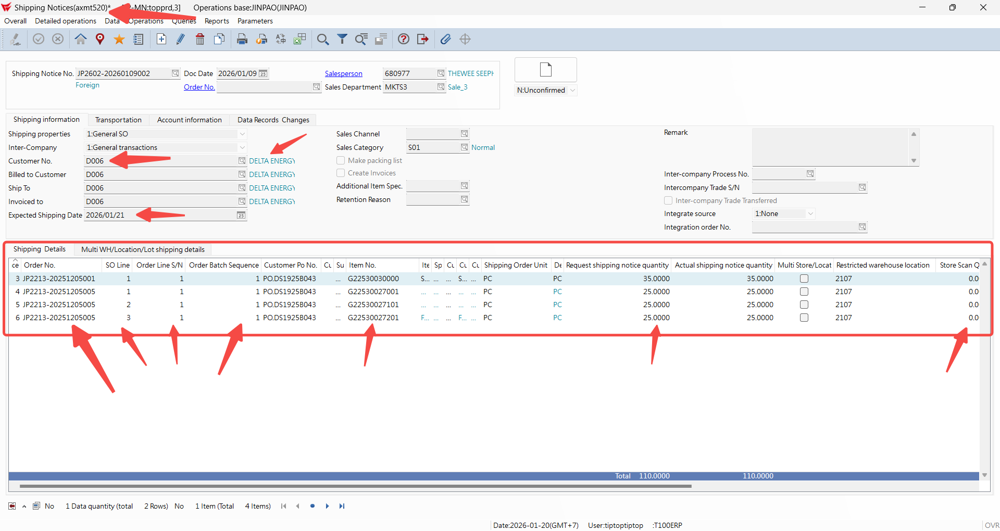 Shipping Notices(axmt520)* -MN:topprd,3] Operations base:JINPAO(JINPAO)
Overall Detailed operations Data Operations Queries Reports Parameters
Shipping Notice No. JP2602-20260109002 Doc Date 2026/01/09 25 Salesperson 680977 THEWEE SEEPH
Foreign Order No. Sales Department MKTS3 Sale_3
N:Unconfirmed
Shipping information Transportation Account information Data Records Changes
Shipping properties 1:General SO Sales Channel Remark
Inter-Company 1:General transactions Sales Category S01 Normal
Customer No. D006 DELTA ENERGY Make packing list
Billed to Customer D006 DELTA ENERGY Create Invoices Inter-company Process No.
Ship To D006 DELTA ENERGY Additional Item Spec. Intercompany Trade S/N
Invoiced to D006 DELTA ENERGY Retention Reason Inter-company Trade Transferred
Expected Shipping Date 2026/01/21 25 Integrate source 1:None
Integration order No.
Shipping Details Multi WH/Location/Lot shipping details
ce Order No. SO Line Order Line S/N Order Batch Sequence Customer Po No. Cu Su Item No. Ite Sp Cu Cu Cu Shipping Order Unit De Request shipping notice quantity Actual shipping notice quantity Multi Store/Locat Restricted warehouse location Store Scan Q
3 JP2213-20251205001 1 1 1 PO.DS1925B043 ... G22530030000 S... ... ... S... ... PC PC 35.0000 35.0000 2107 0.0
4 JP2213-20251205005 1 1 1 PO.DS1925B043 ... G22530027001 ... ... ... ... ... PC PC 25.0000 25.0000 2107 0.0
5 JP2213-20251205005 2 1 1 PO.DS1925B043 ... G22530027101 ... ... ... ... ... PC PC 25.0000 25.0000 2107 0.0
6 JP2213-20251205005 3 1 1 PO.DS1925B043 ... G22530027201 F... ... ... F... ... PC PC 25.0000 25.0000 2107 0.0
Total 110.0000 110.0000
No 1 Data quantity (total 2 Rows) No 1 Item (Total 4 Items)
Date:2026-01-20(GMT+7) User:tiptoptiptop :T100ERP OVR